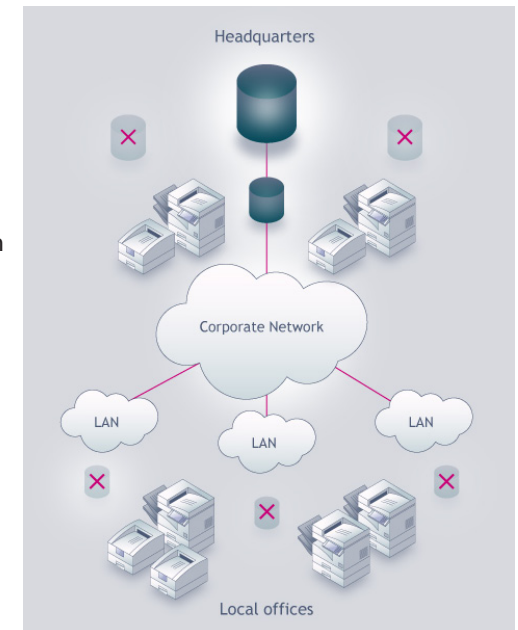 Headquarters
n
Corporate Network
LAN
LAN
LAN
Local offices